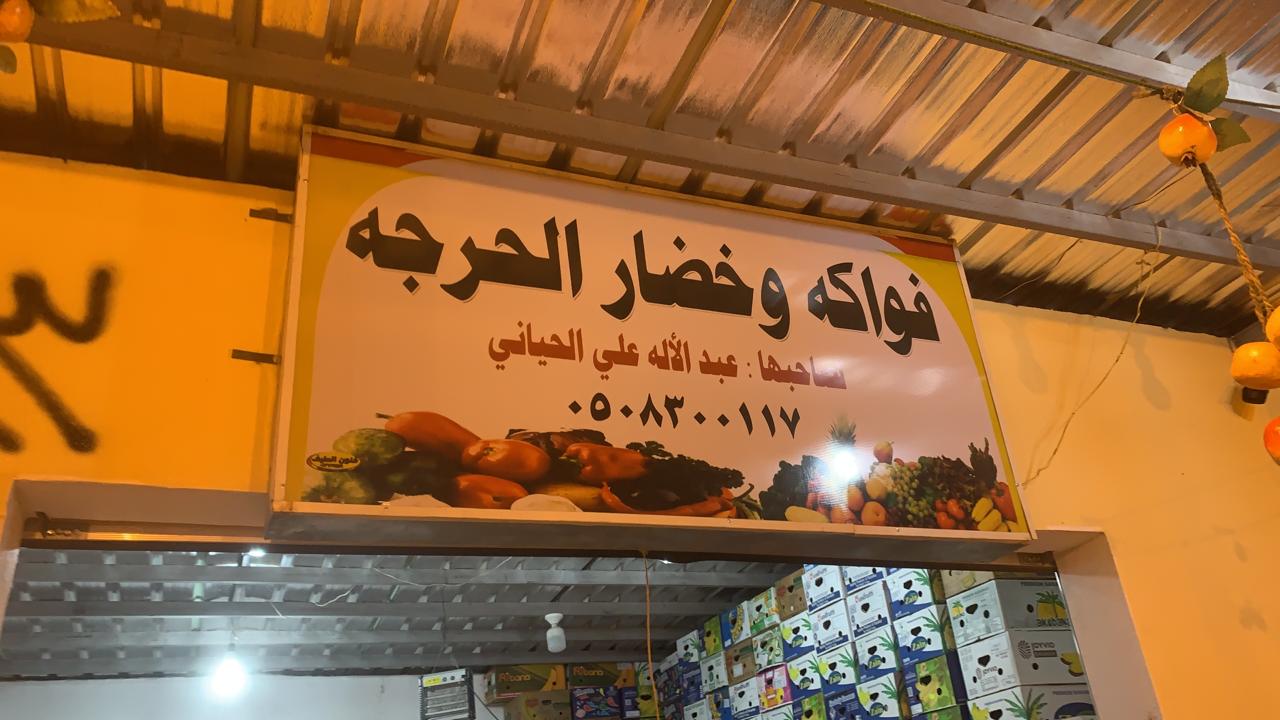 فواكه وخضار الحرجه
صاحبها : عبد الأله علي الحياني
٠٥٠٨٣٠٠١١٧